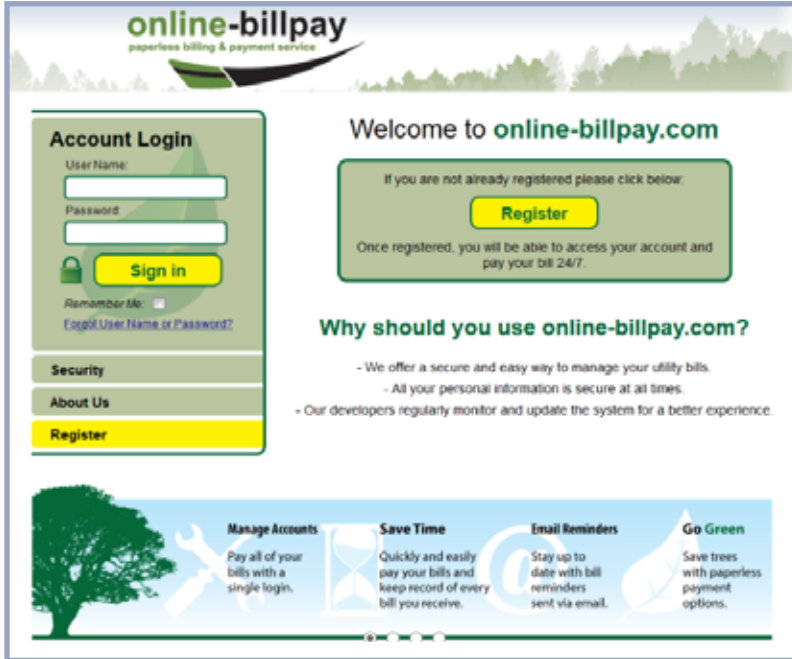 online-billpay
paperless billing & payment service
Account Login
User Name:
Password:
Sign in
Remember Me:
Forgot User Name or Password?
Security
About Us
Register
Welcome to online-billpay.com
If you are not already registered please click below:
Register
Once registered, you will be able to access your account and
pay your bill 24/7.
Why should you use online-billpay.com?
- We offer a secure and easy way to manage your utility bills.
- All your personal information is secure at all times.
- Our developers regularly monitor and update the system for a better experience.
Manage Accounts
Pay all of your
bills with a
single login.
Save Time
Quickly and easily
pay your bills and
keep record of every
bill you receive.
@
Email Reminders
Stay up to
date with bill
reminders
sent via email.
Go Green
Save trees
with paperless
payment
options.